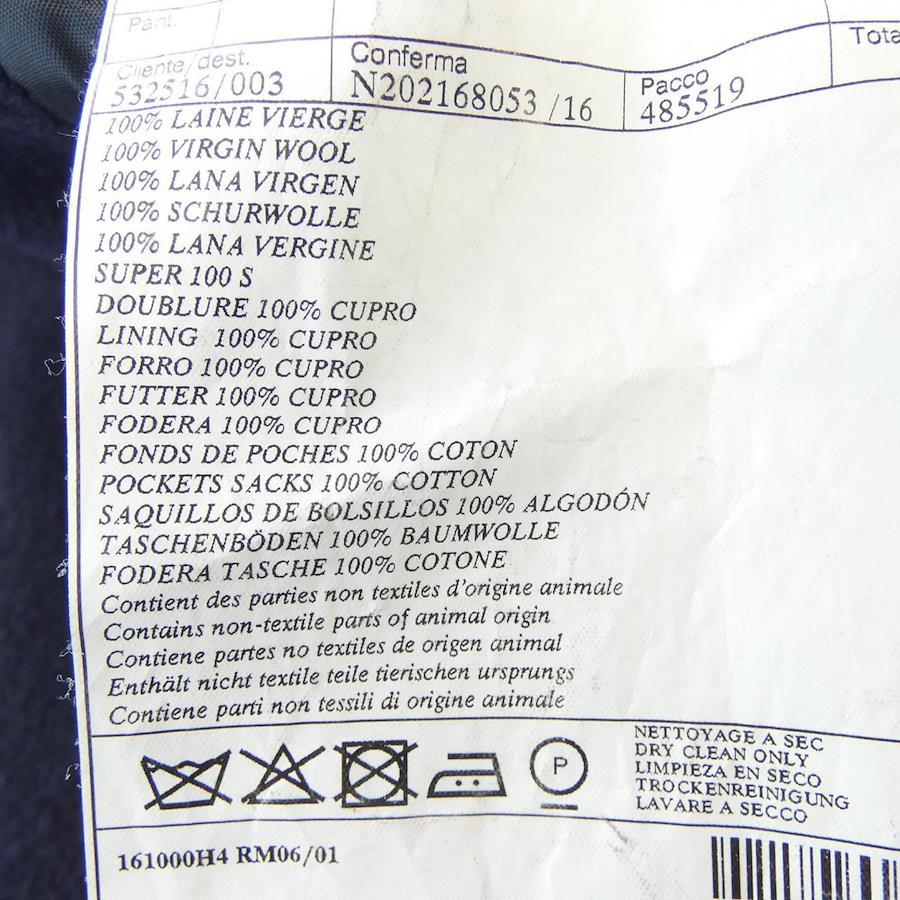 Pant.
Cliente/dest.
532516/003
Conferma
N202168053 /16
Pacco
485519
Tota
100% LAINE VIERGE
100% VIRGIN WOOL
100% LANA VIRGEN
100% SCHURWOLLE
100% LANA VERGINE
SUPER 100 S
DOUBLURE 100% CUPRO
LINING 100% CUPRO
FORRO 100% CUPRO
FUTTER 100% CUPRO
FODERA 100% CUPRO
FONDS DE POCHES 100% COTON
POCKETS SACKS 100% COTTON
SAQUILLOS DE BOLSILLOS 100% ALGODÓN
TASCHENBÖDEN 100% BAUMWOLLE
FODERA TASCHE 100% COTONE
Contient des parties non textiles d'origine animale
Contains non-textile parts of animal origin
Contiene partes no textiles de origen animal
Enthält nicht textile teile tierischen ursprungs
Contiene parti non tessili di origine animale
P
NETTOYAGE A SEC
DRY CLEAN ONLY
LIMPIEZA EN SECO
TROCKENREINIGUNG
LAVARE A SECCO
161000H4 RM06/01